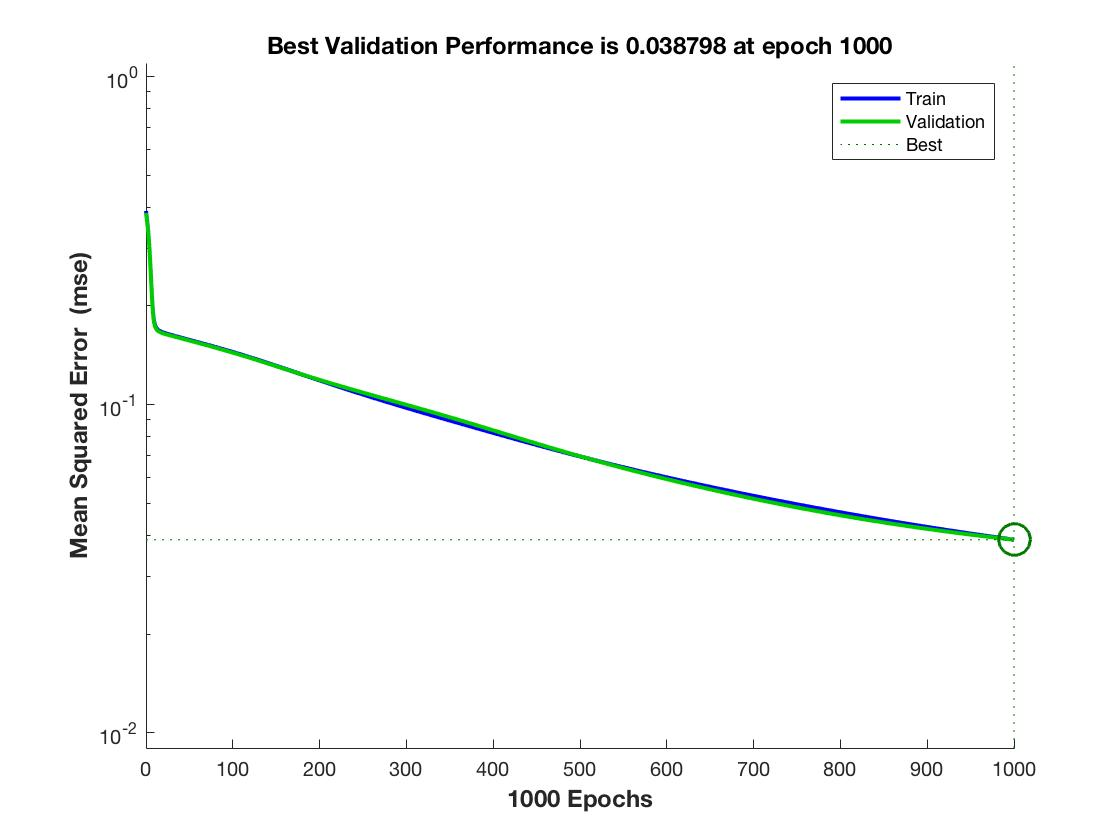 Best Validation Performance is 0.038798 at epoch 1000
10^0
Train
Validation
Best
Mean Squared Error (mse)
10^-1
10^-2
0 100 200 300 400 500 600 700 800 900 1000
1000 Epochs